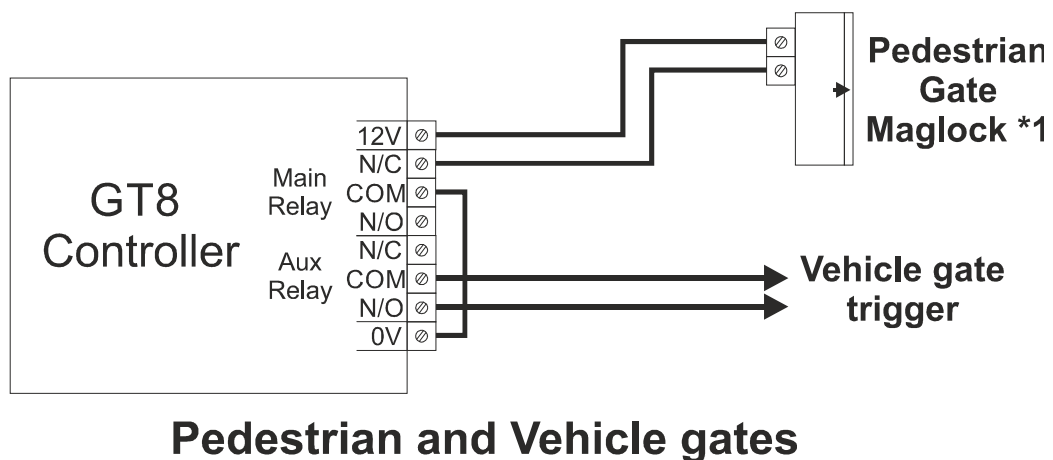 Pedestrian
Gate
Maglock *1
GT8
Controller
Main
Relay
Aux
Relay
12V
N/C
COM
N/O
N/C
COM
N/O
0V
Vehicle gate
trigger
Pedestrian and Vehicle gates